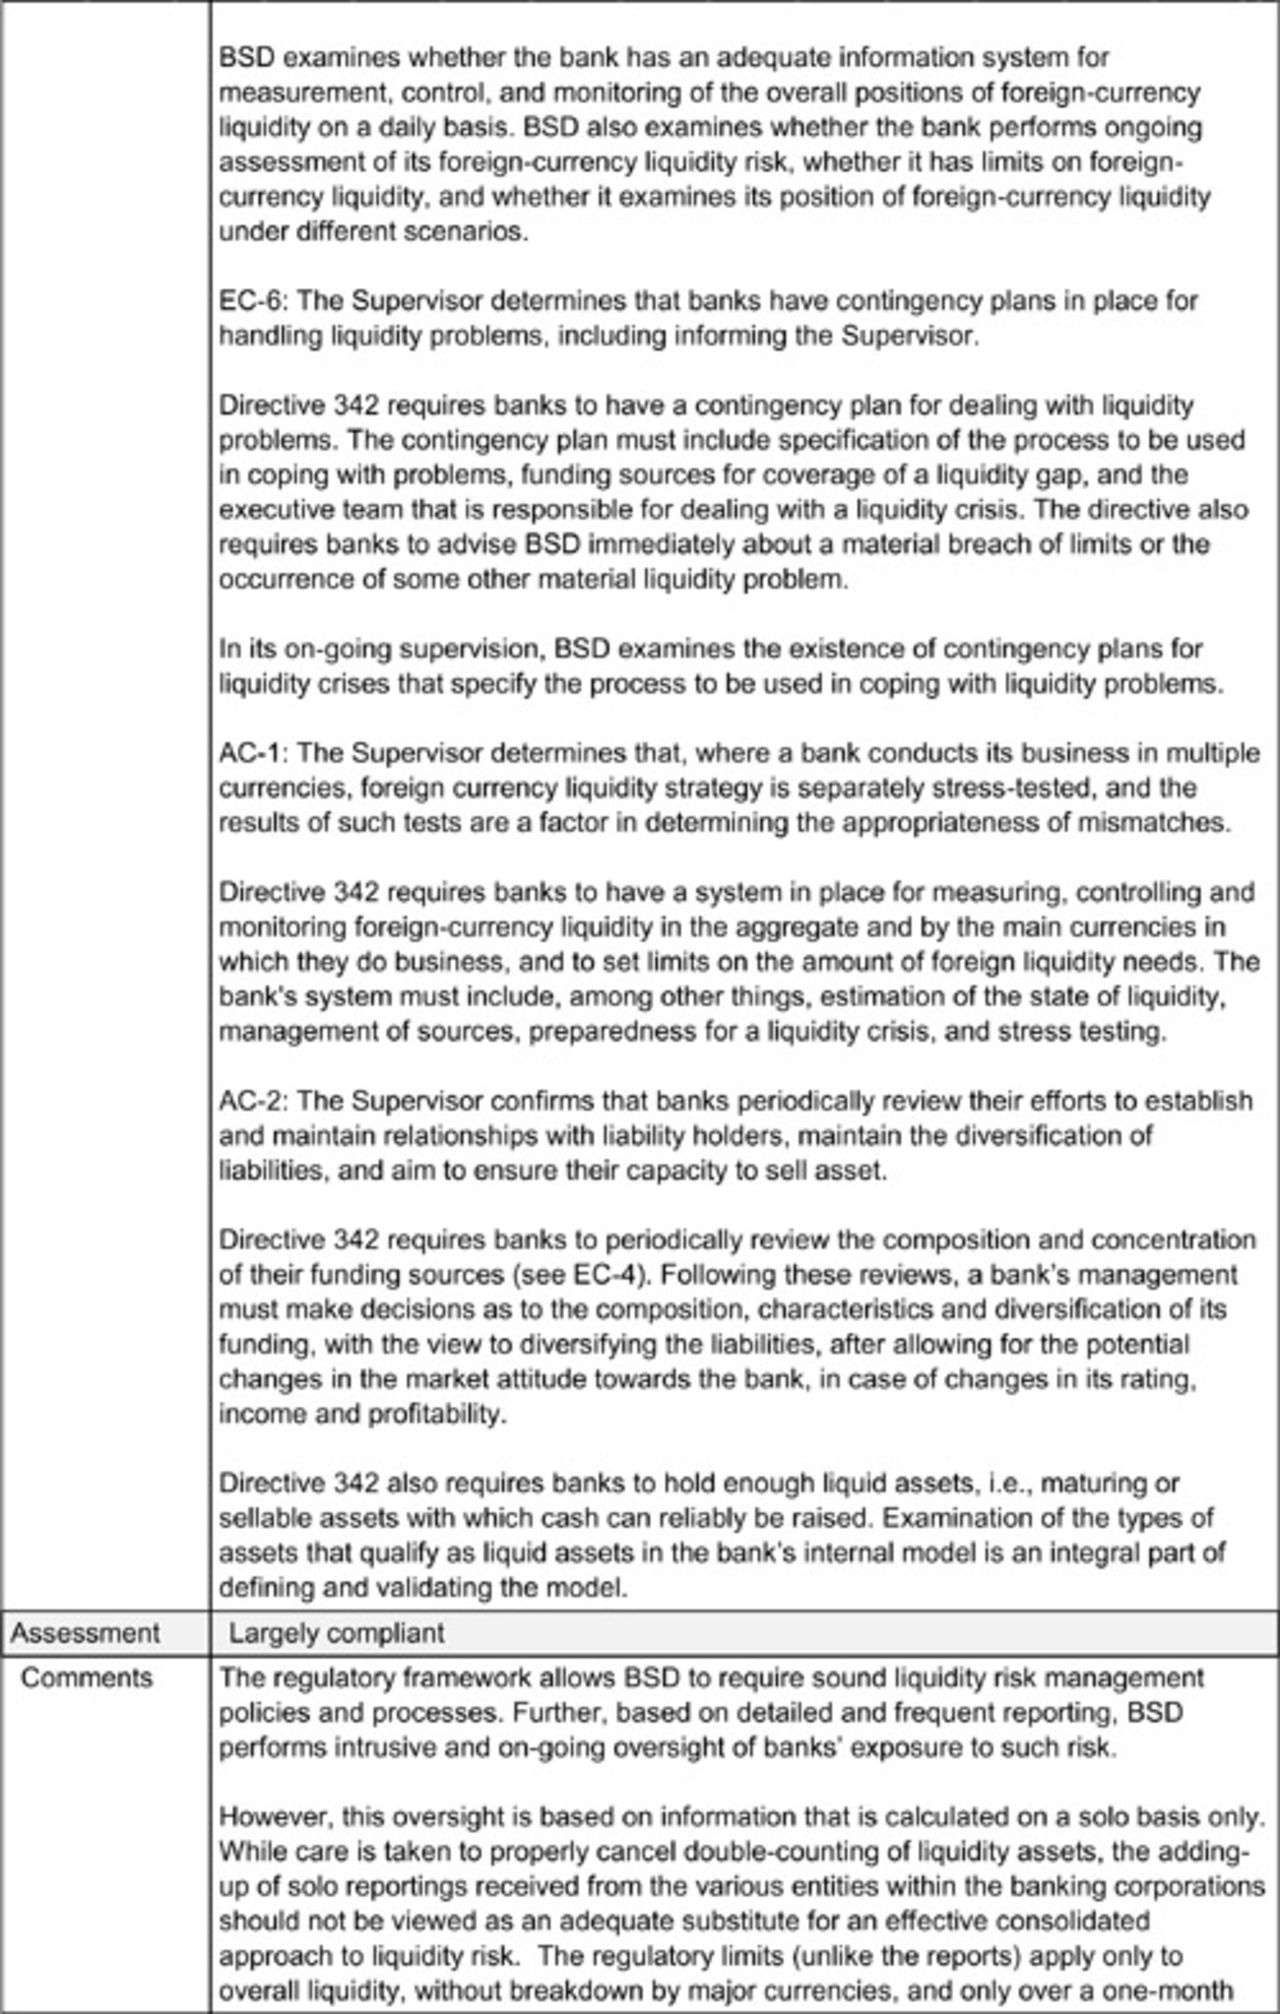 BSD examines whether the bank has an adequate information system for
measurement, control, and monitoring of the overall positions of foreign-currency
liquidity on a daily basis. BSD also examines whether the bank performs ongoing
assessment of its foreign-currency liquidity risk, whether it has limits on foreign-
currency liquidity, and whether it examines its position of foreign-currency liquidity
under different scenarios.
EC-6: The Supervisor determines that banks have contingency plans in place for
handling liquidity problems, including informing the Supervisor.
Directive 342 requires banks to have a contingency plan for dealing with liquidity
problems. The contingency plan must include specification of the process to be used
in coping with problems, funding sources for coverage of a liquidity gap, and the
executive team that is responsible for dealing with a liquidity crisis. The directive also
requires banks to advise BSD immediately about a material breach of limits or the
occurrence of some other material liquidity problem.
In its on-going supervision, BSD examines the existence of contingency plans for
liquidity crises that specify the process to be used in coping with liquidity problems.
AC-1: The Supervisor determines that, where a bank conducts its business in multiple
currencies, foreign currency liquidity strategy is separately stress-tested, and the
results of such tests are a factor in determining the appropriateness of mismatches.
Directive 342 requires banks to have a system in place for measuring, controlling and
monitoring foreign-currency liquidity in the aggregate and by the main currencies in
which they do business, and to set limits on the amount of foreign liquidity needs. The
bank's system must include, among other things, estimation of the state of liquidity,
management of sources, preparedness for a liquidity crisis, and stress testing.
AC-2: The Supervisor confirms that banks periodically review their efforts to establish
and maintain relationships with liability holders, maintain the diversification of
liabilities, and aim to ensure their capacity to sell asset.
Directive 342 requires banks to periodically review the composition and concentration
of their funding sources (see EC-4). Following these reviews, a bank's management
must make decisions as to the composition, characteristics and diversification of its
funding, with the view to diversifying the liabilities, after allowing for the potential
changes in the market attitude towards the bank, in case of changes in its rating,
income and profitability.
Directive 342 also requires banks to hold enough liquid assets, i.e., maturing or
sellable assets with which cash can reliably be raised. Examination of the types of
assets that qualify as liquid assets in the bank's internal model is an integral part of
defining and validating the model.
Assessment Largely compliant
Comments The regulatory framework allows BSD to require sound liquidity risk management
policies and processes. Further, based on detailed and frequent reporting, BSD
performs intrusive and on-going oversight of banks' exposure to such risk.
However, this oversight is based on information that is calculated on a solo basis only.
While care is taken to properly cancel double-counting of liquidity assets, the adding-
up of solo reportings received from the various entities within the banking corporations
should not be viewed as an adequate substitute for an effective consolidated
approach to liquidity risk. The regulatory limits (unlike the reports) apply only to
overall liquidity, without breakdown by major currencies, and only over a one-month